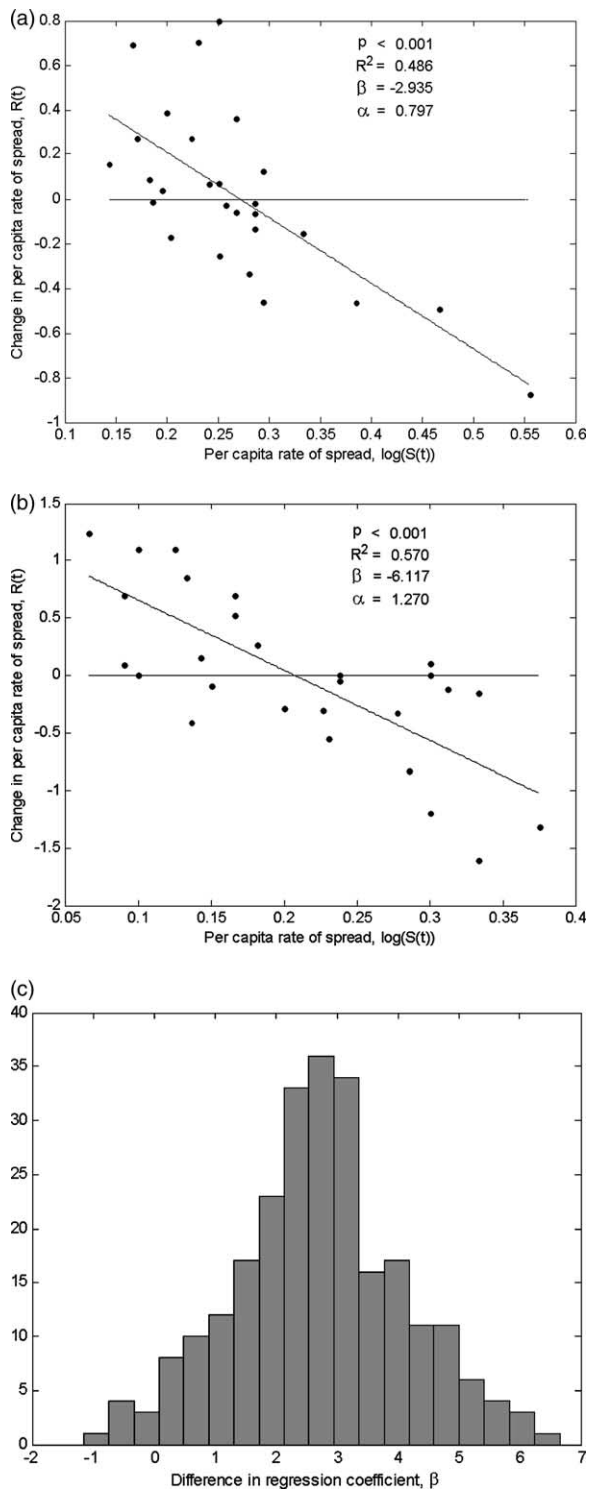 (a)
0.8
0.6
0.4
0.2
0
-0.2
-0.4
-0.6
-0.8
-1
Change in per capita rate of spread, R(t)
p < 0.001
R² = 0.486
β = -2.935
α = 0.797
0.1 0.15 0.2 0.25 0.3 0.35 0.4 0.45 0.5 0.55 0.6
Per capita rate of spread, log(S(t))
(b)
1.5
1
0.5
0
-0.5
-1
-1.5
-2
Change in per capita rate of spread, R(t)
p < 0.001
R² = 0.570
β = -6.117
α = 1.270
0.05 0.1 0.15 0.2 0.25 0.3 0.35 0.4
Per capita rate of spread, log(S(t))
(c)
40
35
30
25
20
15
10
5
0
-2 -1 0 1 2 3 4 5 6 7
Difference in regression coefficient, β